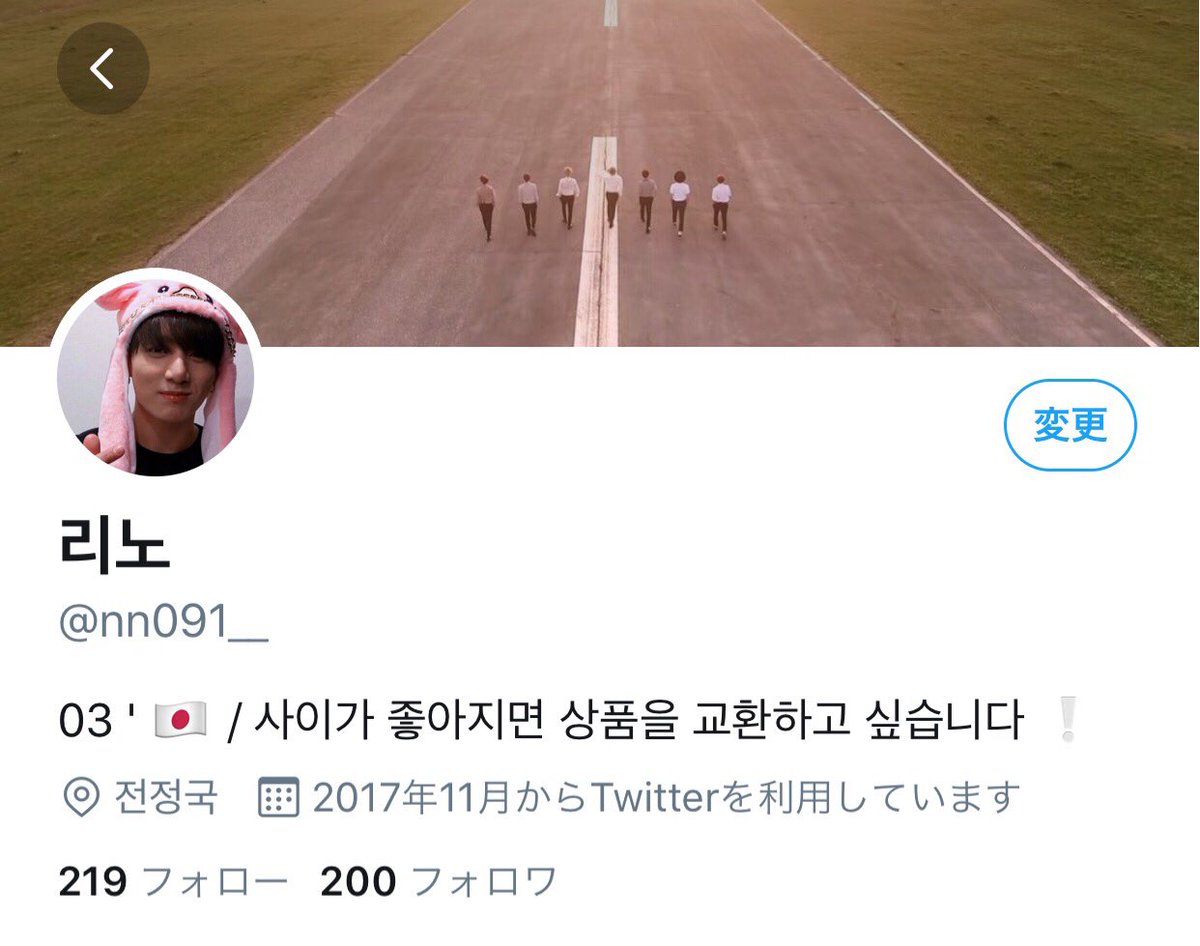 変更
리노
@nn091__
03 ' 🇯🇵 / 사이가 좋아지면 상품을 교환하고 싶습니다 ❕
전정국 2017年11月からTwitterを利用しています
219 フォロー 200 フォロワ